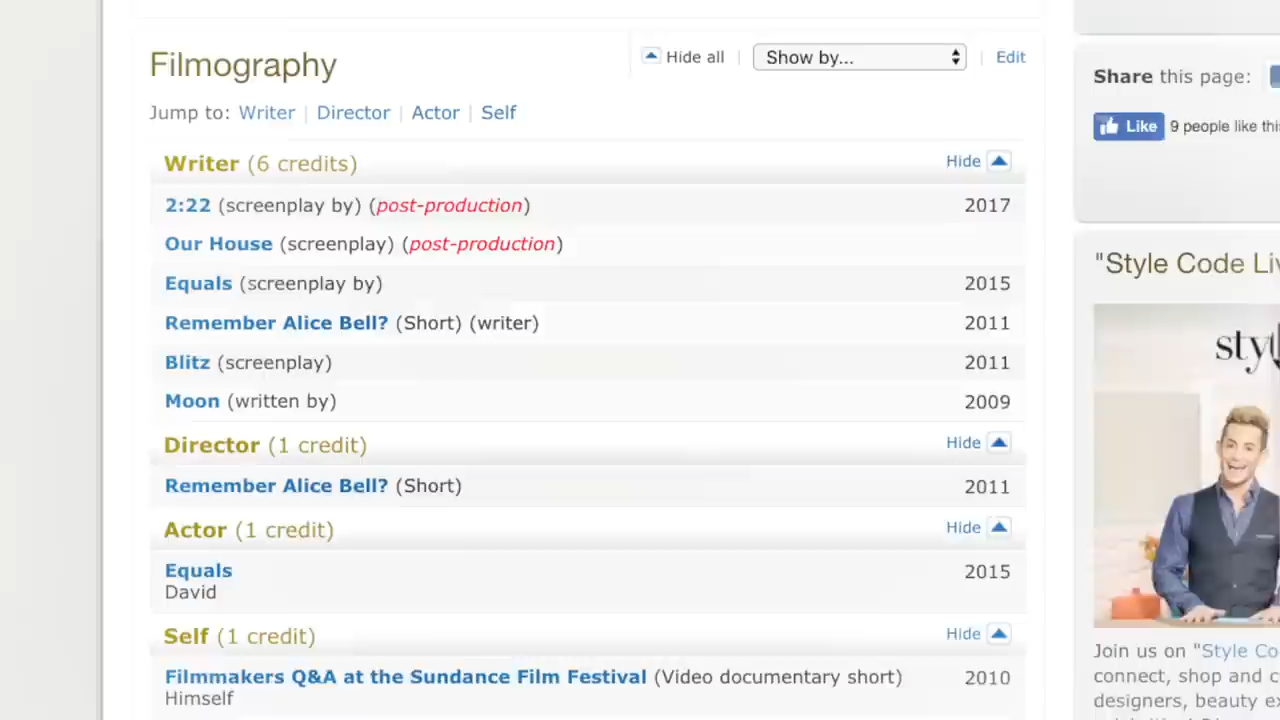 Filmography
Hide all | Show by... | Edit
Jump to: Writer | Director | Actor | Self
Writer (6 credits) Hide
2:22 (screenplay by) (post-production) 2017
Our House (screenplay) (post-production)
Equals (screenplay by) 2015
Remember Alice Bell? (Short) (writer) 2011
Blitz (screenplay) 2011
Moon (written by) 2009
Director (1 credit) Hide
Remember Alice Bell? (Short) 2011
Actor (1 credit) Hide
Equals 2015
David
Self (1 credit) Hide
Filmmakers Q&A at the Sundance Film Festival (Video documentary short) 2010
Himself
Share this page:
Like 9 people like
"Style Code
Join us on "Style
connect, shop and
designers, beauty